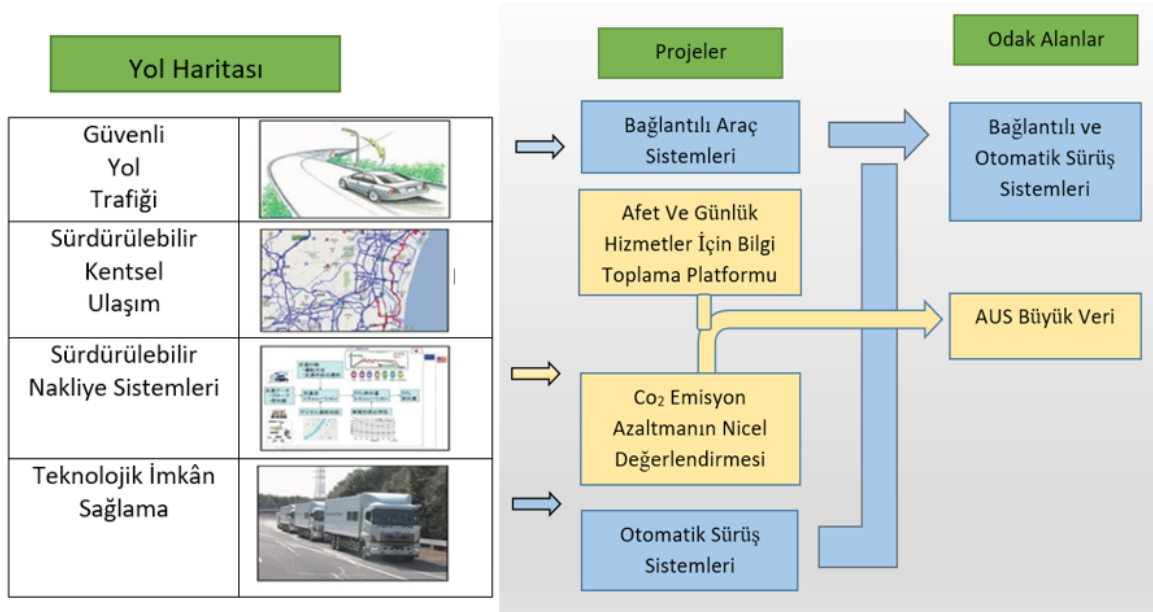 Yol Haritası
Güvenli
Yol
Trafiği
Sürdürülebilir
Kentsel
Ulaşım
Sürdürülebilir
Nakliye Sistemleri
Teknolojik İmkân
Sağlama
Projeler
Bağlantılı Araç
Sistemleri
Afet Ve Günlük
Hizmetler İçin Bilgi
Toplama Platformu
Co₂ Emisyon
Azaltmanın Nicel
Değerlendirmesi
Otomatik Sürüş
Sistemleri
Odak Alanlar
Bağlantılı ve
Otomatik Sürüş
Sistemleri
AUS Büyük Veri